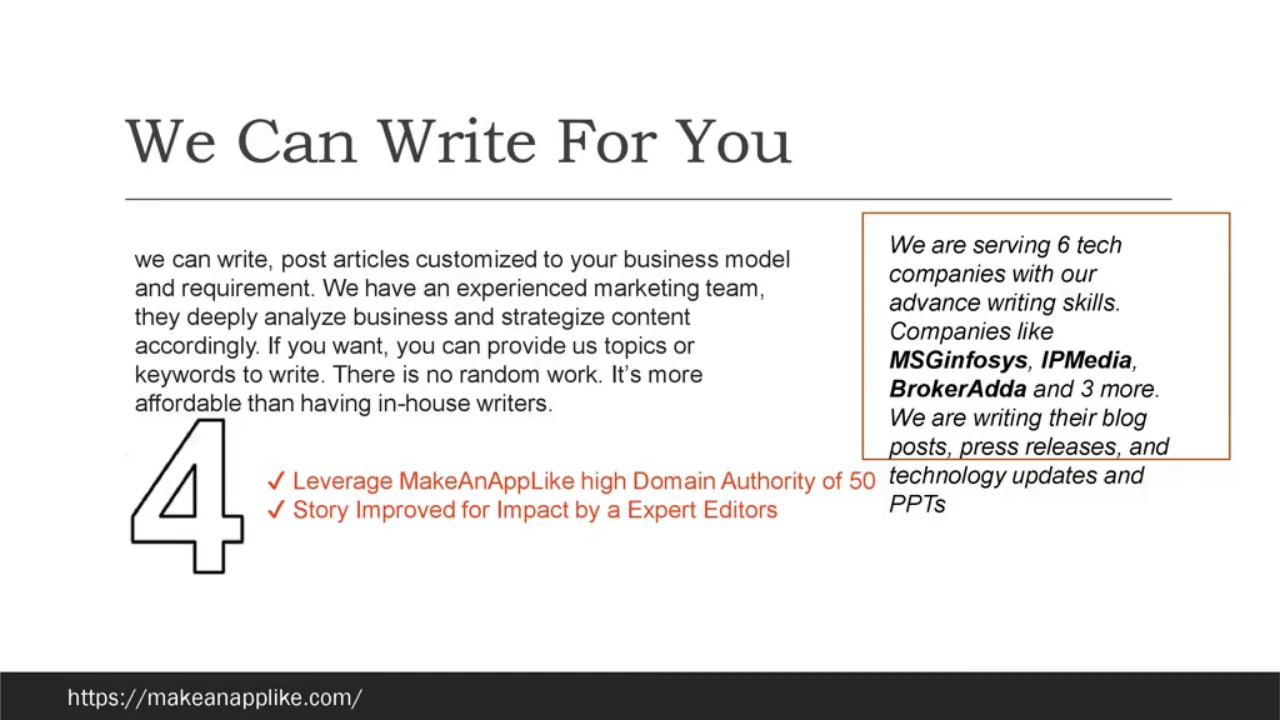 We Can Write For You
we can write, post articles customized to your business model
and requirement. We have an experienced marketing team,
they deeply analyze business and strategize content
accordingly. If you want, you can provide us topics or
keywords to write. There is no random work. It’s more
affordable than having in-house writers.
4
✓ Leverage MakeAnAppLike high Domain Authority of 50
✓ Story Improved for Impact by a Expert Editors
We are serving 6 tech
companies with our
advance writing skills.
Companies like
MSGinfosys, IPMedia,
BrokerAdda and 3 more.
We are writing their blog
posts, press releases, and
technology updates and
PPTs
https://makeanapplike.com/